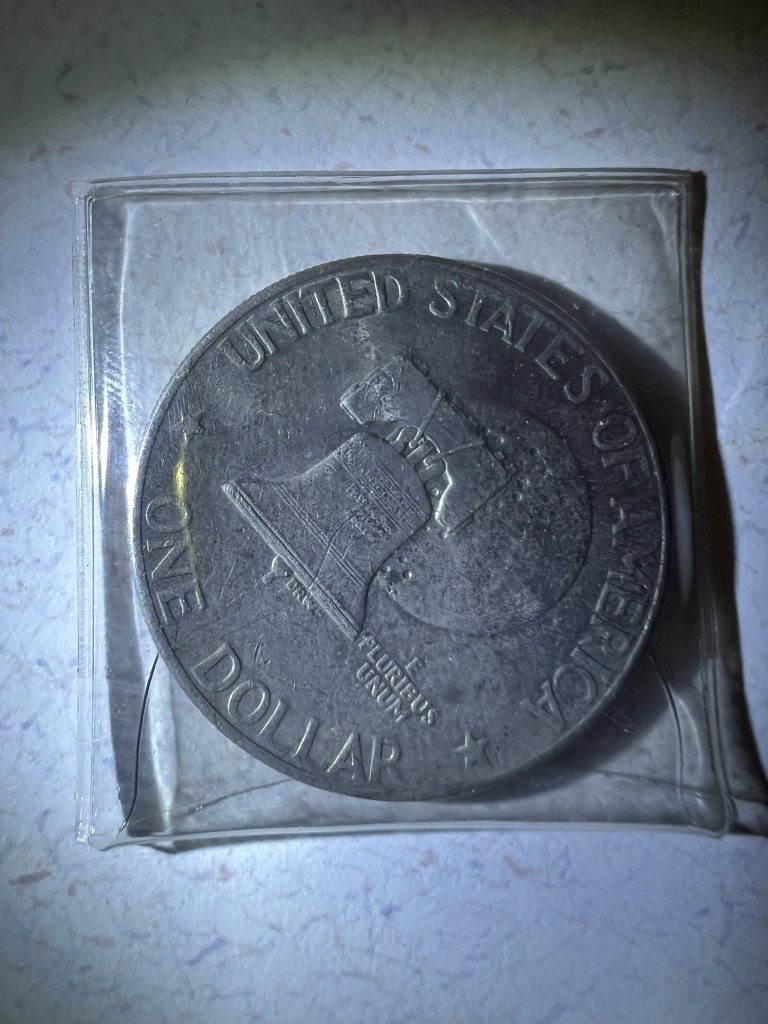 UNITED STATES OF AMERICA
E
PLURIBUS
UNUM
ONE DOLLAR